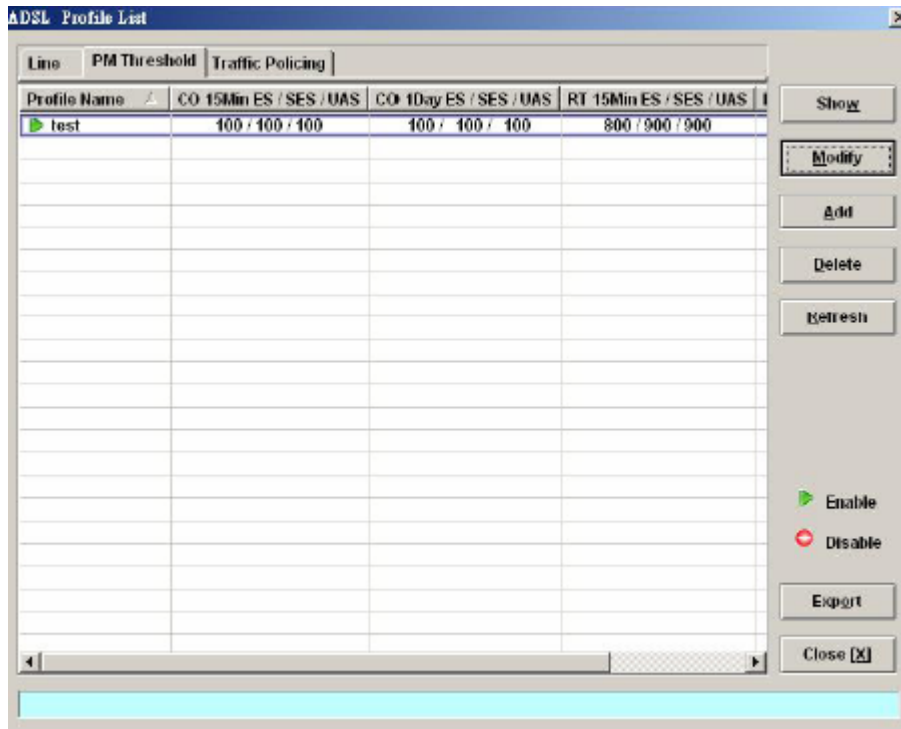 ADSL Profile List
Line PM Threshold Traffic Policing
Profile Name CO 15Min ES / SES / UAS CO 1Day ES / SES / UAS RT 15Min ES / SES / UAS
test 100 / 100 / 100 100 / 100 / 100 800 / 900 / 900
Show
Modify
Add
Delete
Refresh
Enable
Disable
Export
Close [X]